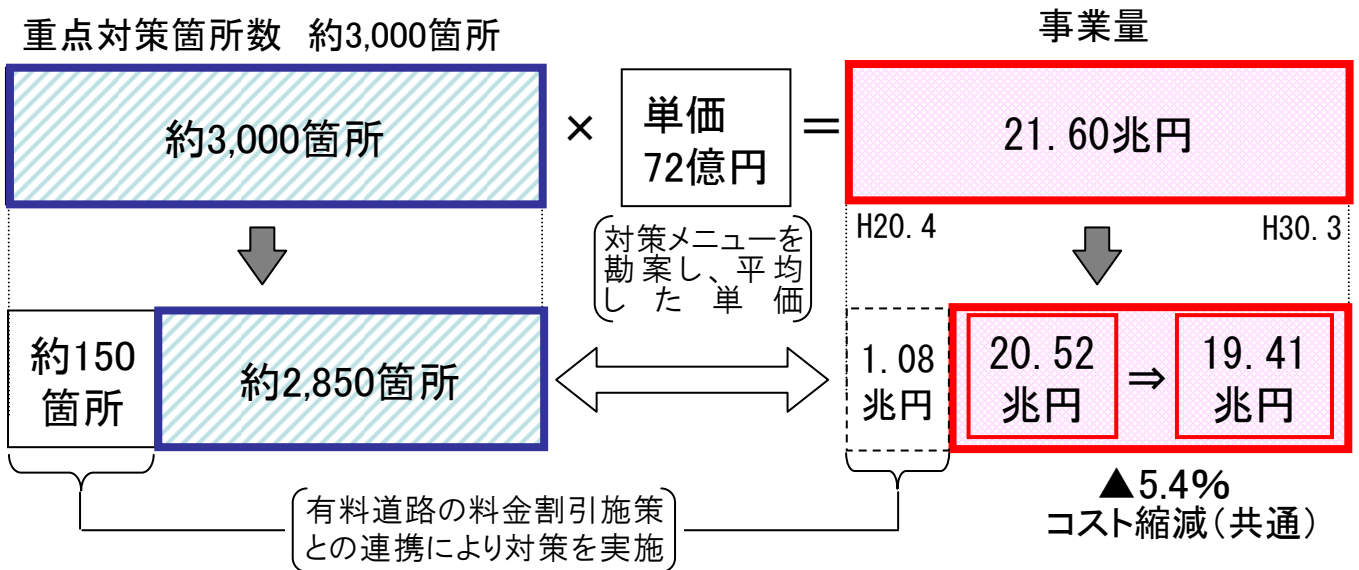 重点対策箇所数 約3,000箇所
事業量
約3,000箇所
×
単価
72億円
＝
21.60兆円
対策メニューを
勘案し、平均
した単価
H20.4
H30.3
約150
箇所
約2,850箇所
1.08
兆円
20.52
兆円
⇒
19.41
兆円
有料道路の料金割引施策
との連携により対策を実施
▲5.4%
コスト縮減(共通)